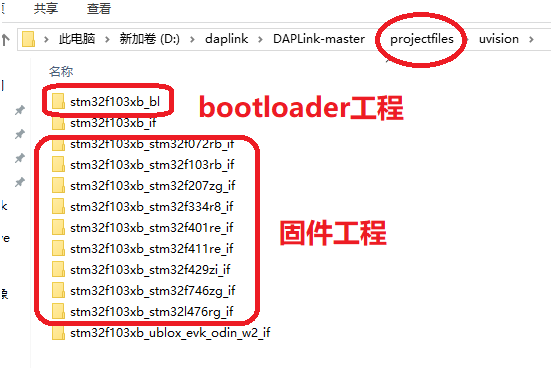 共享 查看
此电脑 新加卷 (D:) daplink DAPLink-master projectfiles uvision
名称
stm32f103xb_bl
bootloader工程
stm32f103xb_if
stm32f103xb_stm32f072rb_if
stm32f103xb_stm32f103rb_if
stm32f103xb_stm32f207zg_if
stm32f103xb_stm32f334r8_if
固件工程
stm32f103xb_stm32f401re_if
stm32f103xb_stm32f411re_if
stm32f103xb_stm32f429zi_if
stm32f103xb_stm32f746zg_if
stm32f103xb_stm32l476rg_if
stm32f103xb_ublox_evk_odin_w2_if